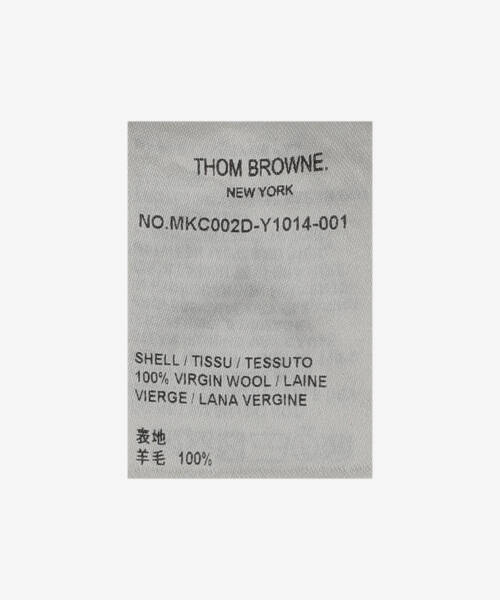 THOM BROWNE.
NEW YORK
NO.MKC002D-Y1014-001
SHELL / TISSU / TESSUTO
100% VIRGIN WOOL / LAINE
VIERGE / LANA VERGINE
表地
羊毛 100%